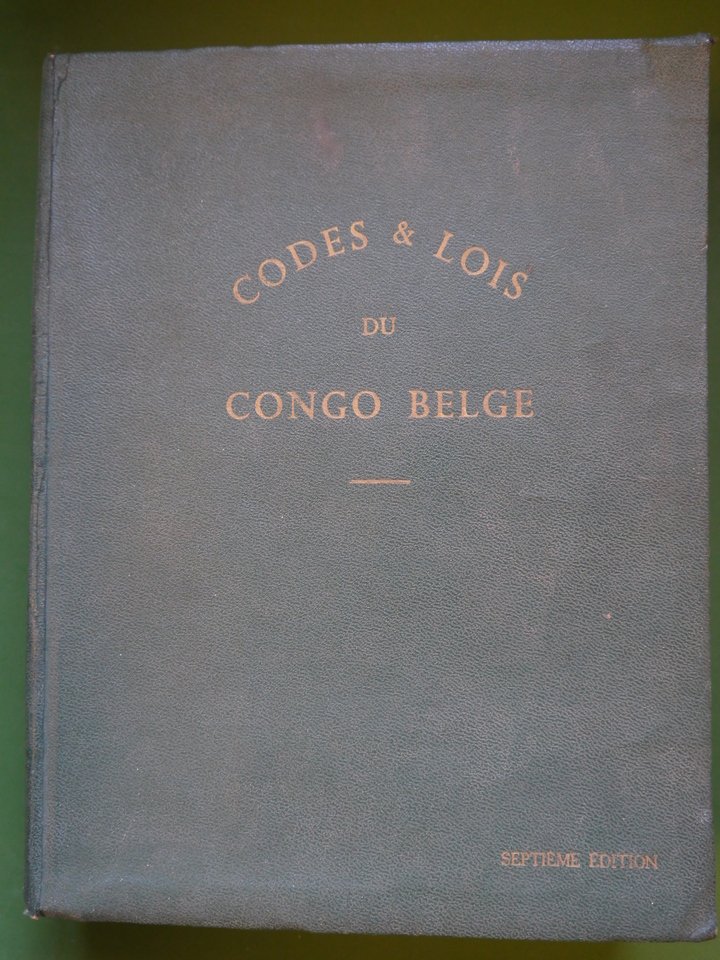 CODES & LOIS
DU
CONGO BELGE
SEPTIÈME ÉDITION